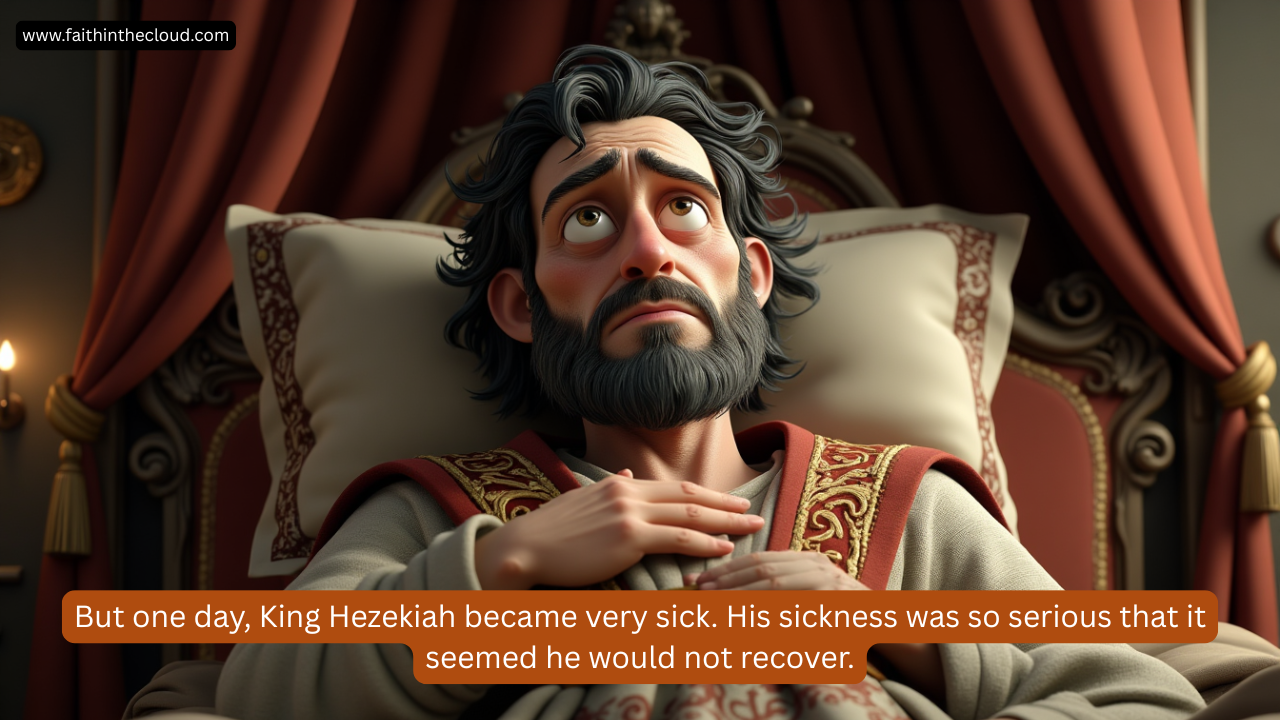 www.faithinthecloud.com
But one day, King Hezekiah became very sick. His sickness was so serious that it
seemed he would not recover.